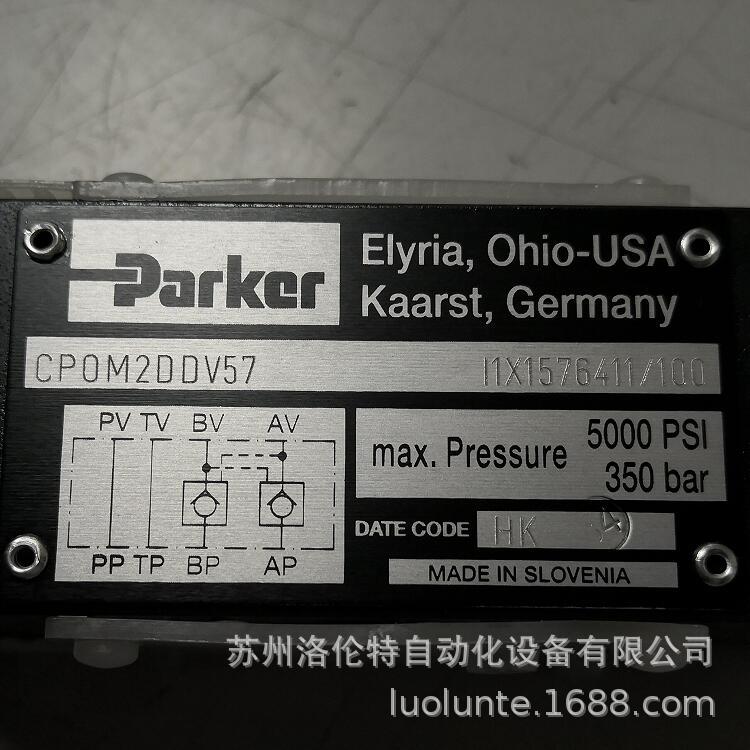 Parker
Elyria, Ohio-USA
Kaarst, Germany
CPOM2DDV57
I1X1576411/100
PV TV BV AV
PP TP BP AP
max. Pressure 5000 PSI
350 bar
DATE CODE HK A
MADE IN SLOVENIA
苏州洛伦特自动化设备有限公司
luolunte.1688.com